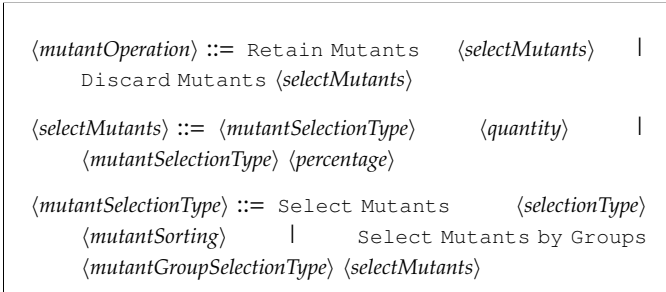 ⟨mutantOperation⟩ ::= Retain Mutants ⟨selectMutants⟩ |
Discard Mutants ⟨selectMutants⟩
⟨selectMutants⟩ ::= ⟨mutantSelectionType⟩ ⟨quantity⟩ |
⟨mutantSelectionType⟩ ⟨percentage⟩
⟨mutantSelectionType⟩ ::= Select Mutants ⟨selectionType⟩
⟨mutantSorting⟩ | Select Mutants by Groups
⟨mutantGroupSelectionType⟩ ⟨selectMutants⟩